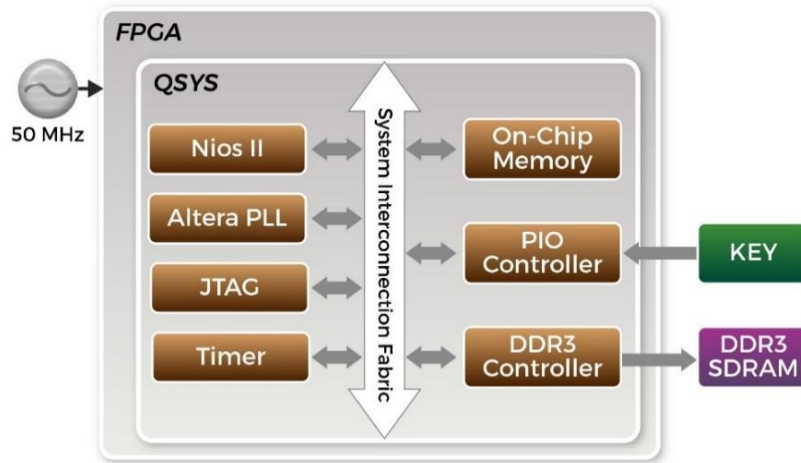 FPGA
QSYS
50 MHz
Nios II
Altera PLL
JTAG
Timer
System Interconnection Fabric
On-Chip
Memory
PIO
Controller
DDR3
Controller
KEY
DDR3
SDRAM